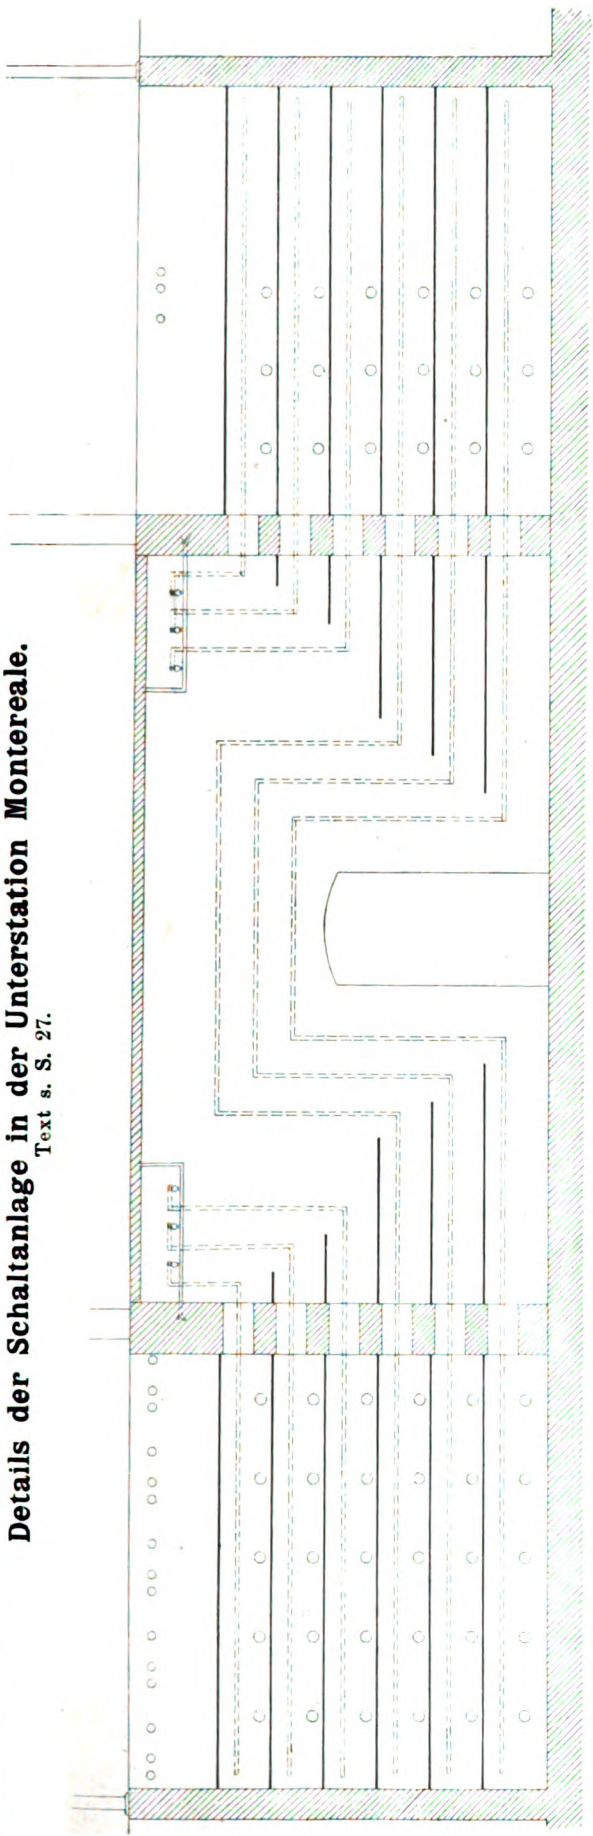 Details der Schaltanlage in der Unterstation Montereale.
Text s. S. 27.